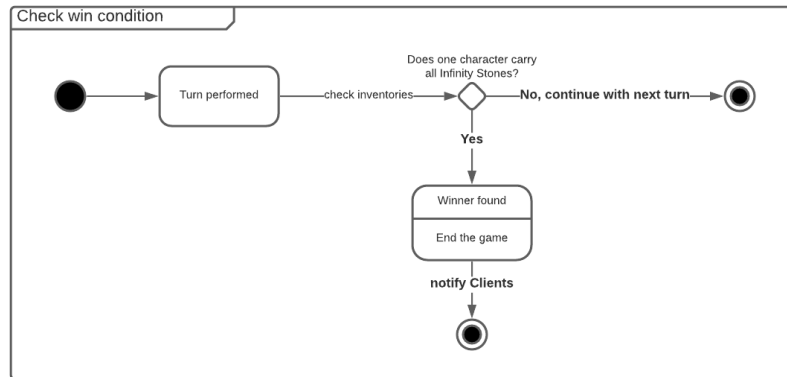 Check win condition
Does one character carry
all Infinity Stones?
Turn performed
check inventories
No, continue with next turn
Yes
Winner found
End the game
notify Clients